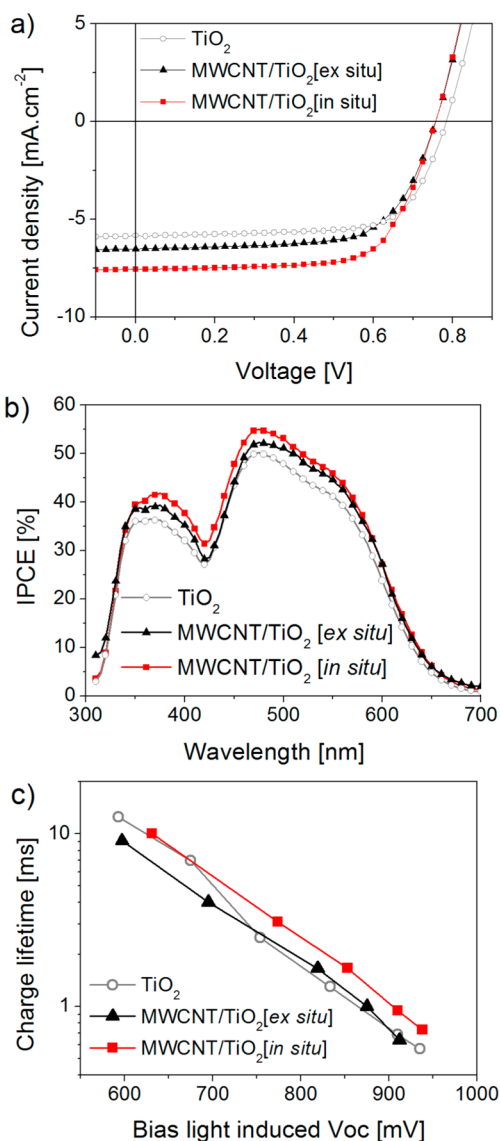 a)
5
0
-5
-10
Current density [mA.cm-2]
TiO2
MWCNT/TiO2[ex situ]
MWCNT/TiO2[in situ]
0.0 0.2 0.4 0.6 0.8
Voltage [V]
b)
60
50
40
30
20
10
0
IPCE [%]
TiO2
MWCNT/TiO2 [ex situ]
MWCNT/TiO2 [in situ]
300 400 500 600 700
Wavelength [nm]
c)
10
1
Charge lifetime [ms]
TiO2
MWCNT/TiO2[ex situ]
MWCNT/TiO2[in situ]
600 700 800 900 1000
Bias light induced Voc [mV]